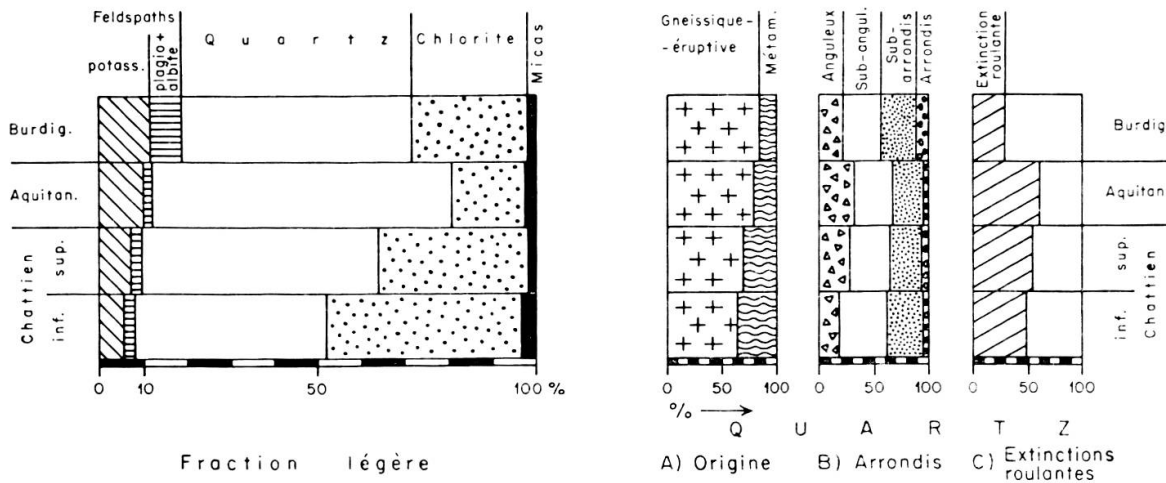 Feldspaths
potass.
plagio+
albite
Quartz
Chlorite
Micas
Burdig.
Aquitan.
Chattien
sup.
inf.
0 10 50 100 %
Fraction légère
Gneissique-
-éruptive
Métam.
Anguleux
Sub-angul.
Sub-
arrondis
Arrondis
Extinction
roulante
Burdig.
Aquitan.
sup.
inf.
Chattien
0 50 100
0 50 100
0 50 100
% →
QUARTZ
A) Origine
B) Arrondis
C) Extinctions
roulantes